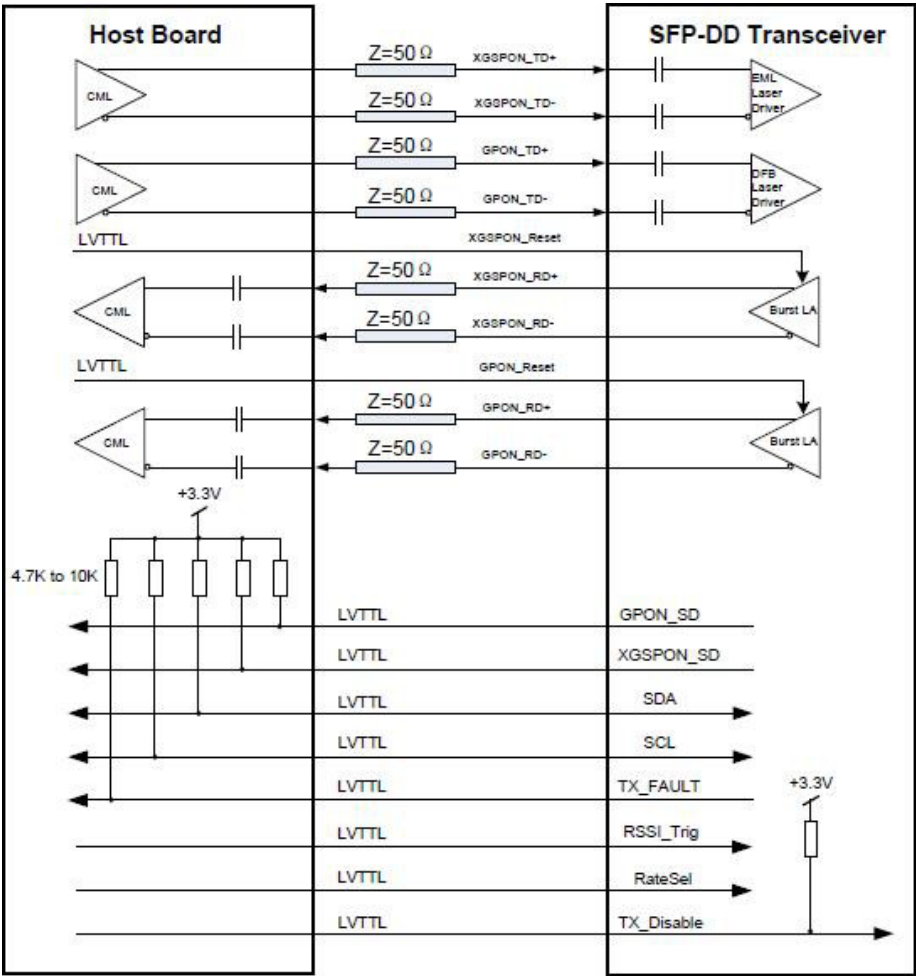 Host Board
SFP-DD Transceiver
Z=50 Ω
XGSPON_TD+
CML
EML
Laser
Driver
Z=50 Ω
XGSPON_TD-
Z=50 Ω
GPON_TD+
CML
DFB
Laser
Driver
Z=50 Ω
GPON_TD-
LVTTL
XGSPON_Reset
Z=50 Ω
XGSPON_RD+
CML
Burst LA
Z=50 Ω
XGSPON_RD-
LVTTL
GPON_Reset
Z=50 Ω
GPON_RD+
CML
Burst LA
Z=50 Ω
GPON_RD-
+3.3V
4.7K to 10K
LVTTL
GPON_SD
LVTTL
XGSPON_SD
LVTTL
SDA
LVTTL
SCL
LVTTL
TX_FAULT
+3.3V
LVTTL
RSSI_Trig
LVTTL
RateSel
LVTTL
TX_Disable